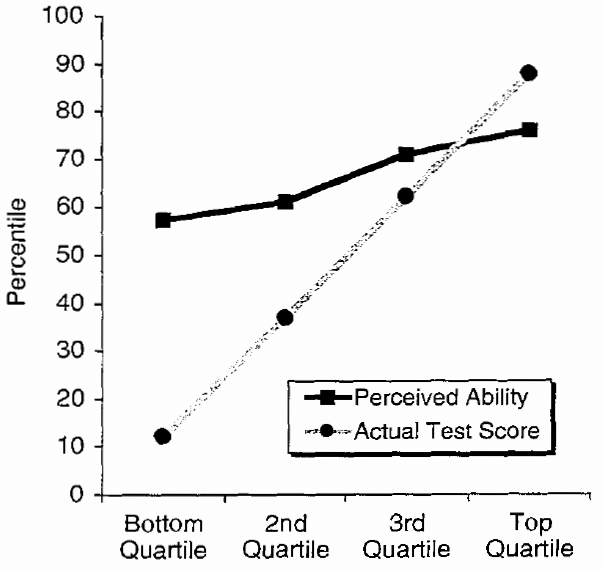 100
90
80
70
60
50
40
30
20
10
0
Percentile
Perceived Ability
Actual Test Score
Bottom Quartile
2nd Quartile
3rd Quartile
Top Quartile